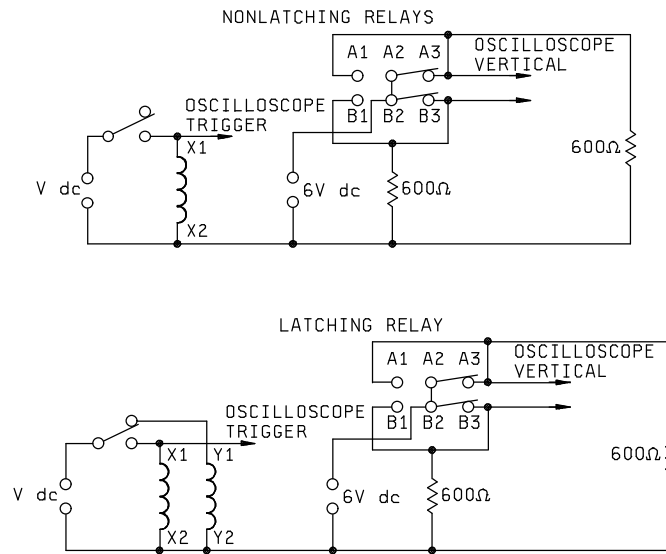 NONLATCHING RELAYS
A1 A2 A3
OSCILLOSCOPE
VERTICAL
OSCILLOSCOPE
TRIGGER
B1 B2 B3
X1
600Ω
V dc
6V dc
600Ω
X2
LATCHING RELAY
A1 A2 A3
OSCILLOSCOPE
VERTICAL
OSCILLOSCOPE
TRIGGER
B1 B2 B3
X1 Y1
600Ω
V dc
6V dc
600Ω
X2 Y2